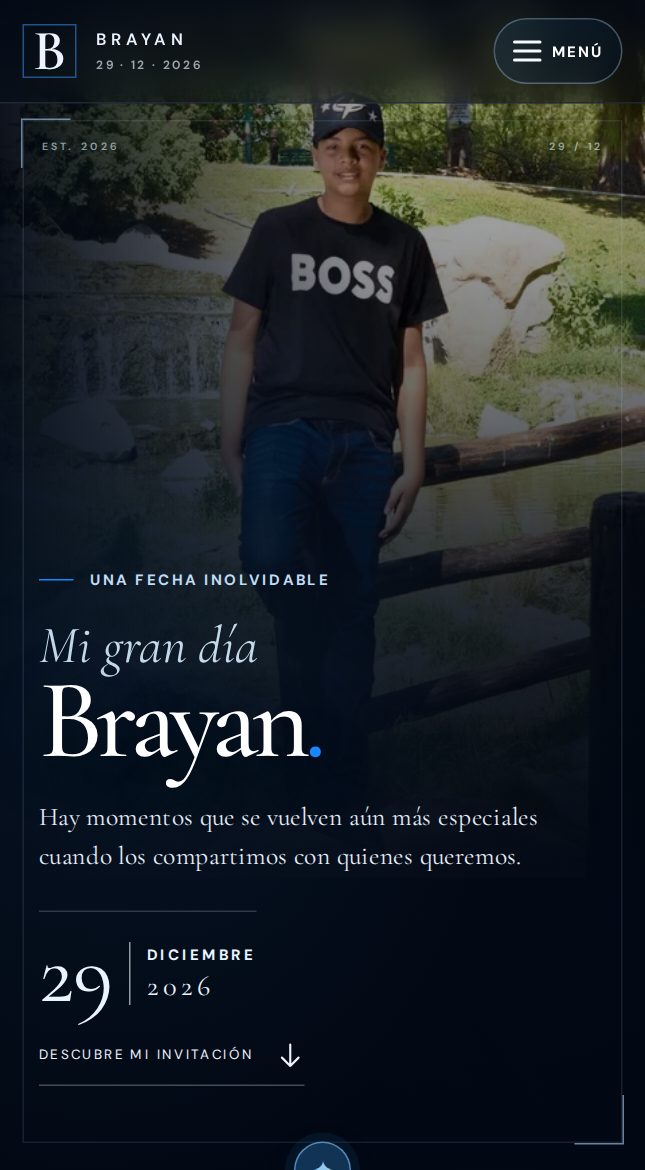 B
BRAYAN
29 · 12 · 2026
MENÚ
EST. 2026
29 / 12
BOSS
UNA FECHA INOLVIDABLE
Mi gran día
Brayan.
Hay momentos que se vuelven aún más especiales
cuando los compartimos con quienes queremos.
29
DICIEMBRE
2026
DESCUBRE MI INVITACIÓN